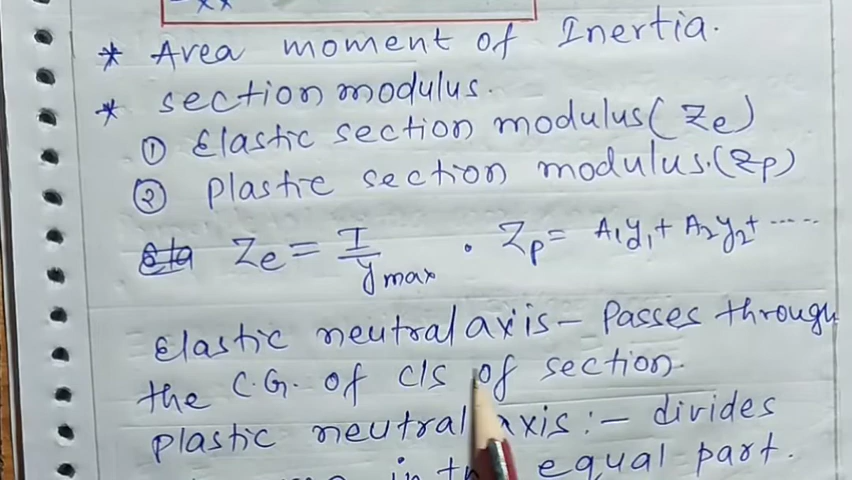 * Area moment of Inertia.
* section modulus.
① Elastic section modulus (Ze)
② Plastic section modulus. (Zp)
Ze = I/ymax . Zp = A1y1 + A2y2 + .....
Elastic neutral axis – Passes through
the C.G. of c/s of section.
plastic neutral axis :– divides
in equal part.